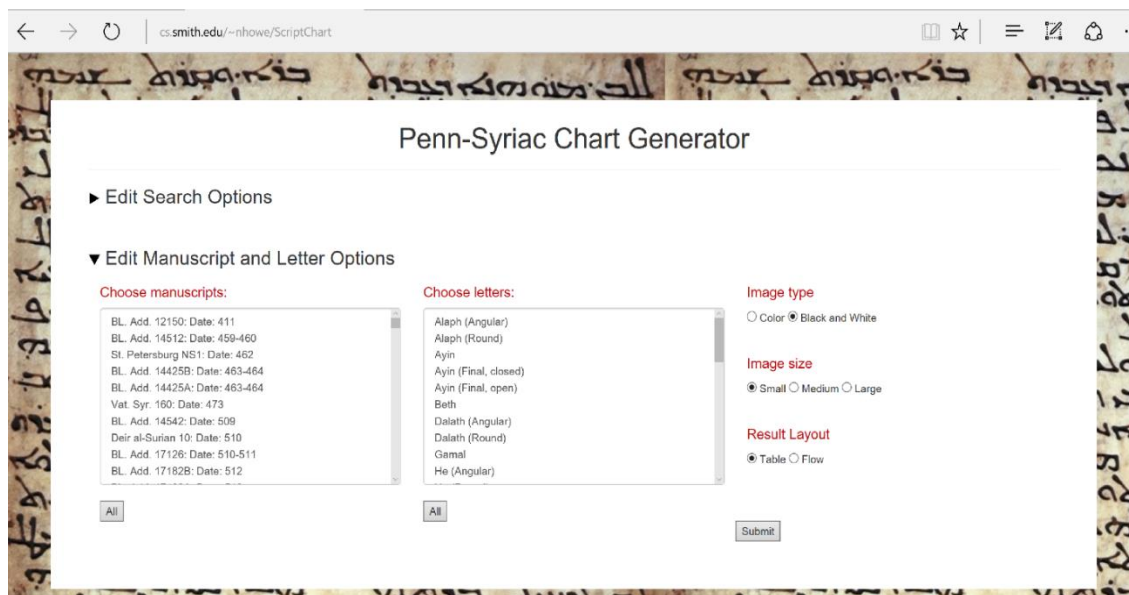 cs.smith.edu/~nhowe/ScriptChart
Penn-Syriac Chart Generator
▶ Edit Search Options
▼ Edit Manuscript and Letter Options
Choose manuscripts:
BL. Add. 12150: Date: 411
BL. Add. 14512: Date: 459-460
St. Petersburg NS1: Date: 462
BL. Add. 14425B: Date: 463-464
BL. Add. 14425A: Date: 463-464
Vat. Syr. 160: Date: 473
BL. Add. 14542: Date: 509
Deir al-Surian 10: Date: 510
BL. Add. 17126: Date: 510-511
BL. Add. 17182B: Date: 512
All
Choose letters:
Alaph (Angular)
Alaph (Round)
Ayin
Ayin (Final, closed)
Ayin (Final, open)
Beth
Dalath (Angular)
Dalath (Round)
Gamal
He (Angular)
All
Image type
Color Black and White
Image size
Small Medium Large
Result Layout
Table Flow
Submit